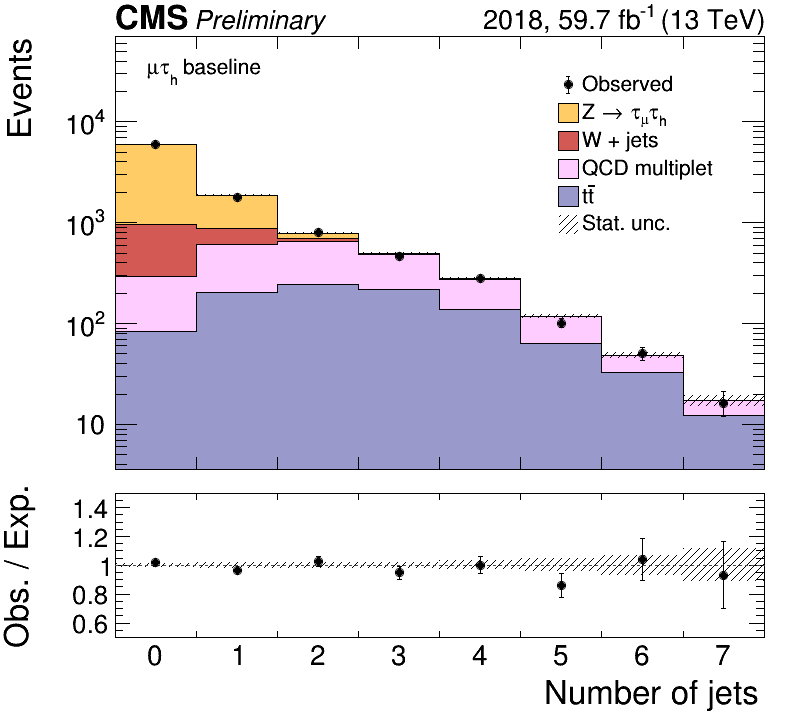 CMS Preliminary 2018, 59.7 fb⁻¹ (13 TeV)
Events
μτₕ baseline
Observed
Z → τ_μτₕ
W + jets
QCD multiplet
tt̄
Stat. unc.
10⁴
10³
10²
10
Obs. / Exp.
1.4
1.2
1
0.8
0.6
0 1 2 3 4 5 6 7
Number of jets